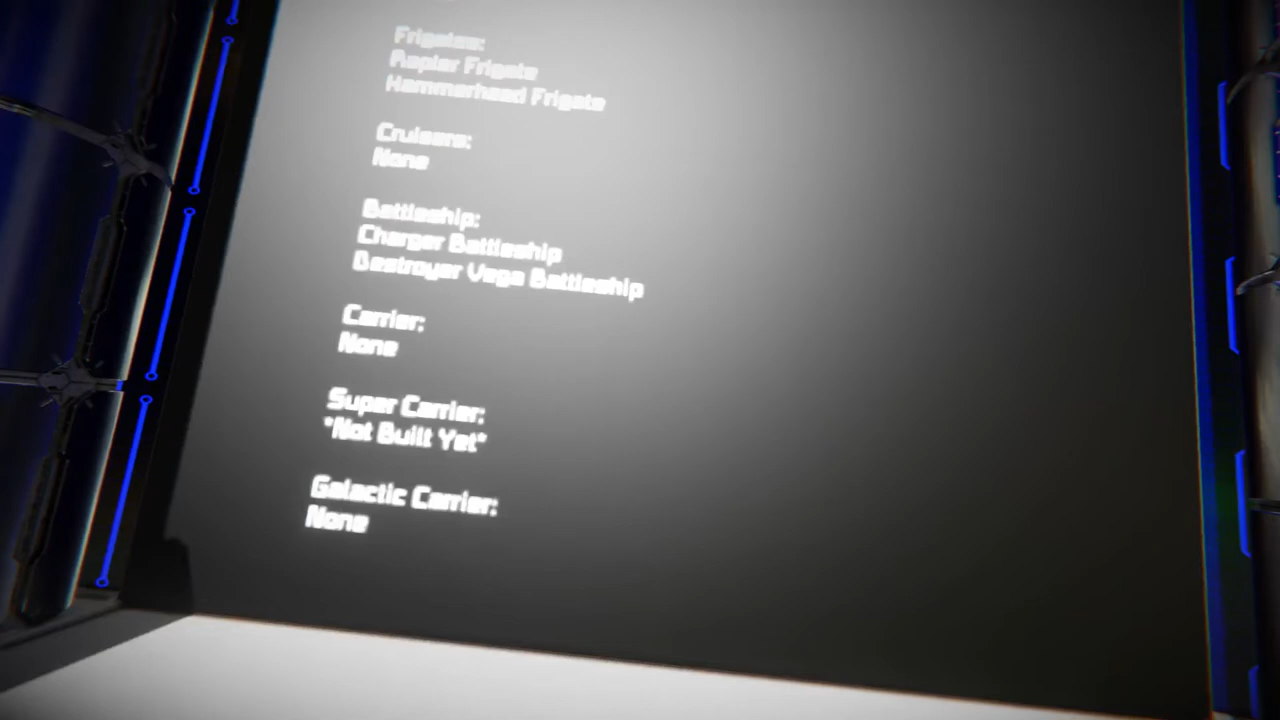 Frigates:
Rapier Frigate
Hammerhead Frigate
Cruisers:
None
Battleship:
Charger Battleship
Destroyer Vega Battleship
Carrier:
None
Super Carrier:
"Not Built Yet"
Galactic Carrier:
None